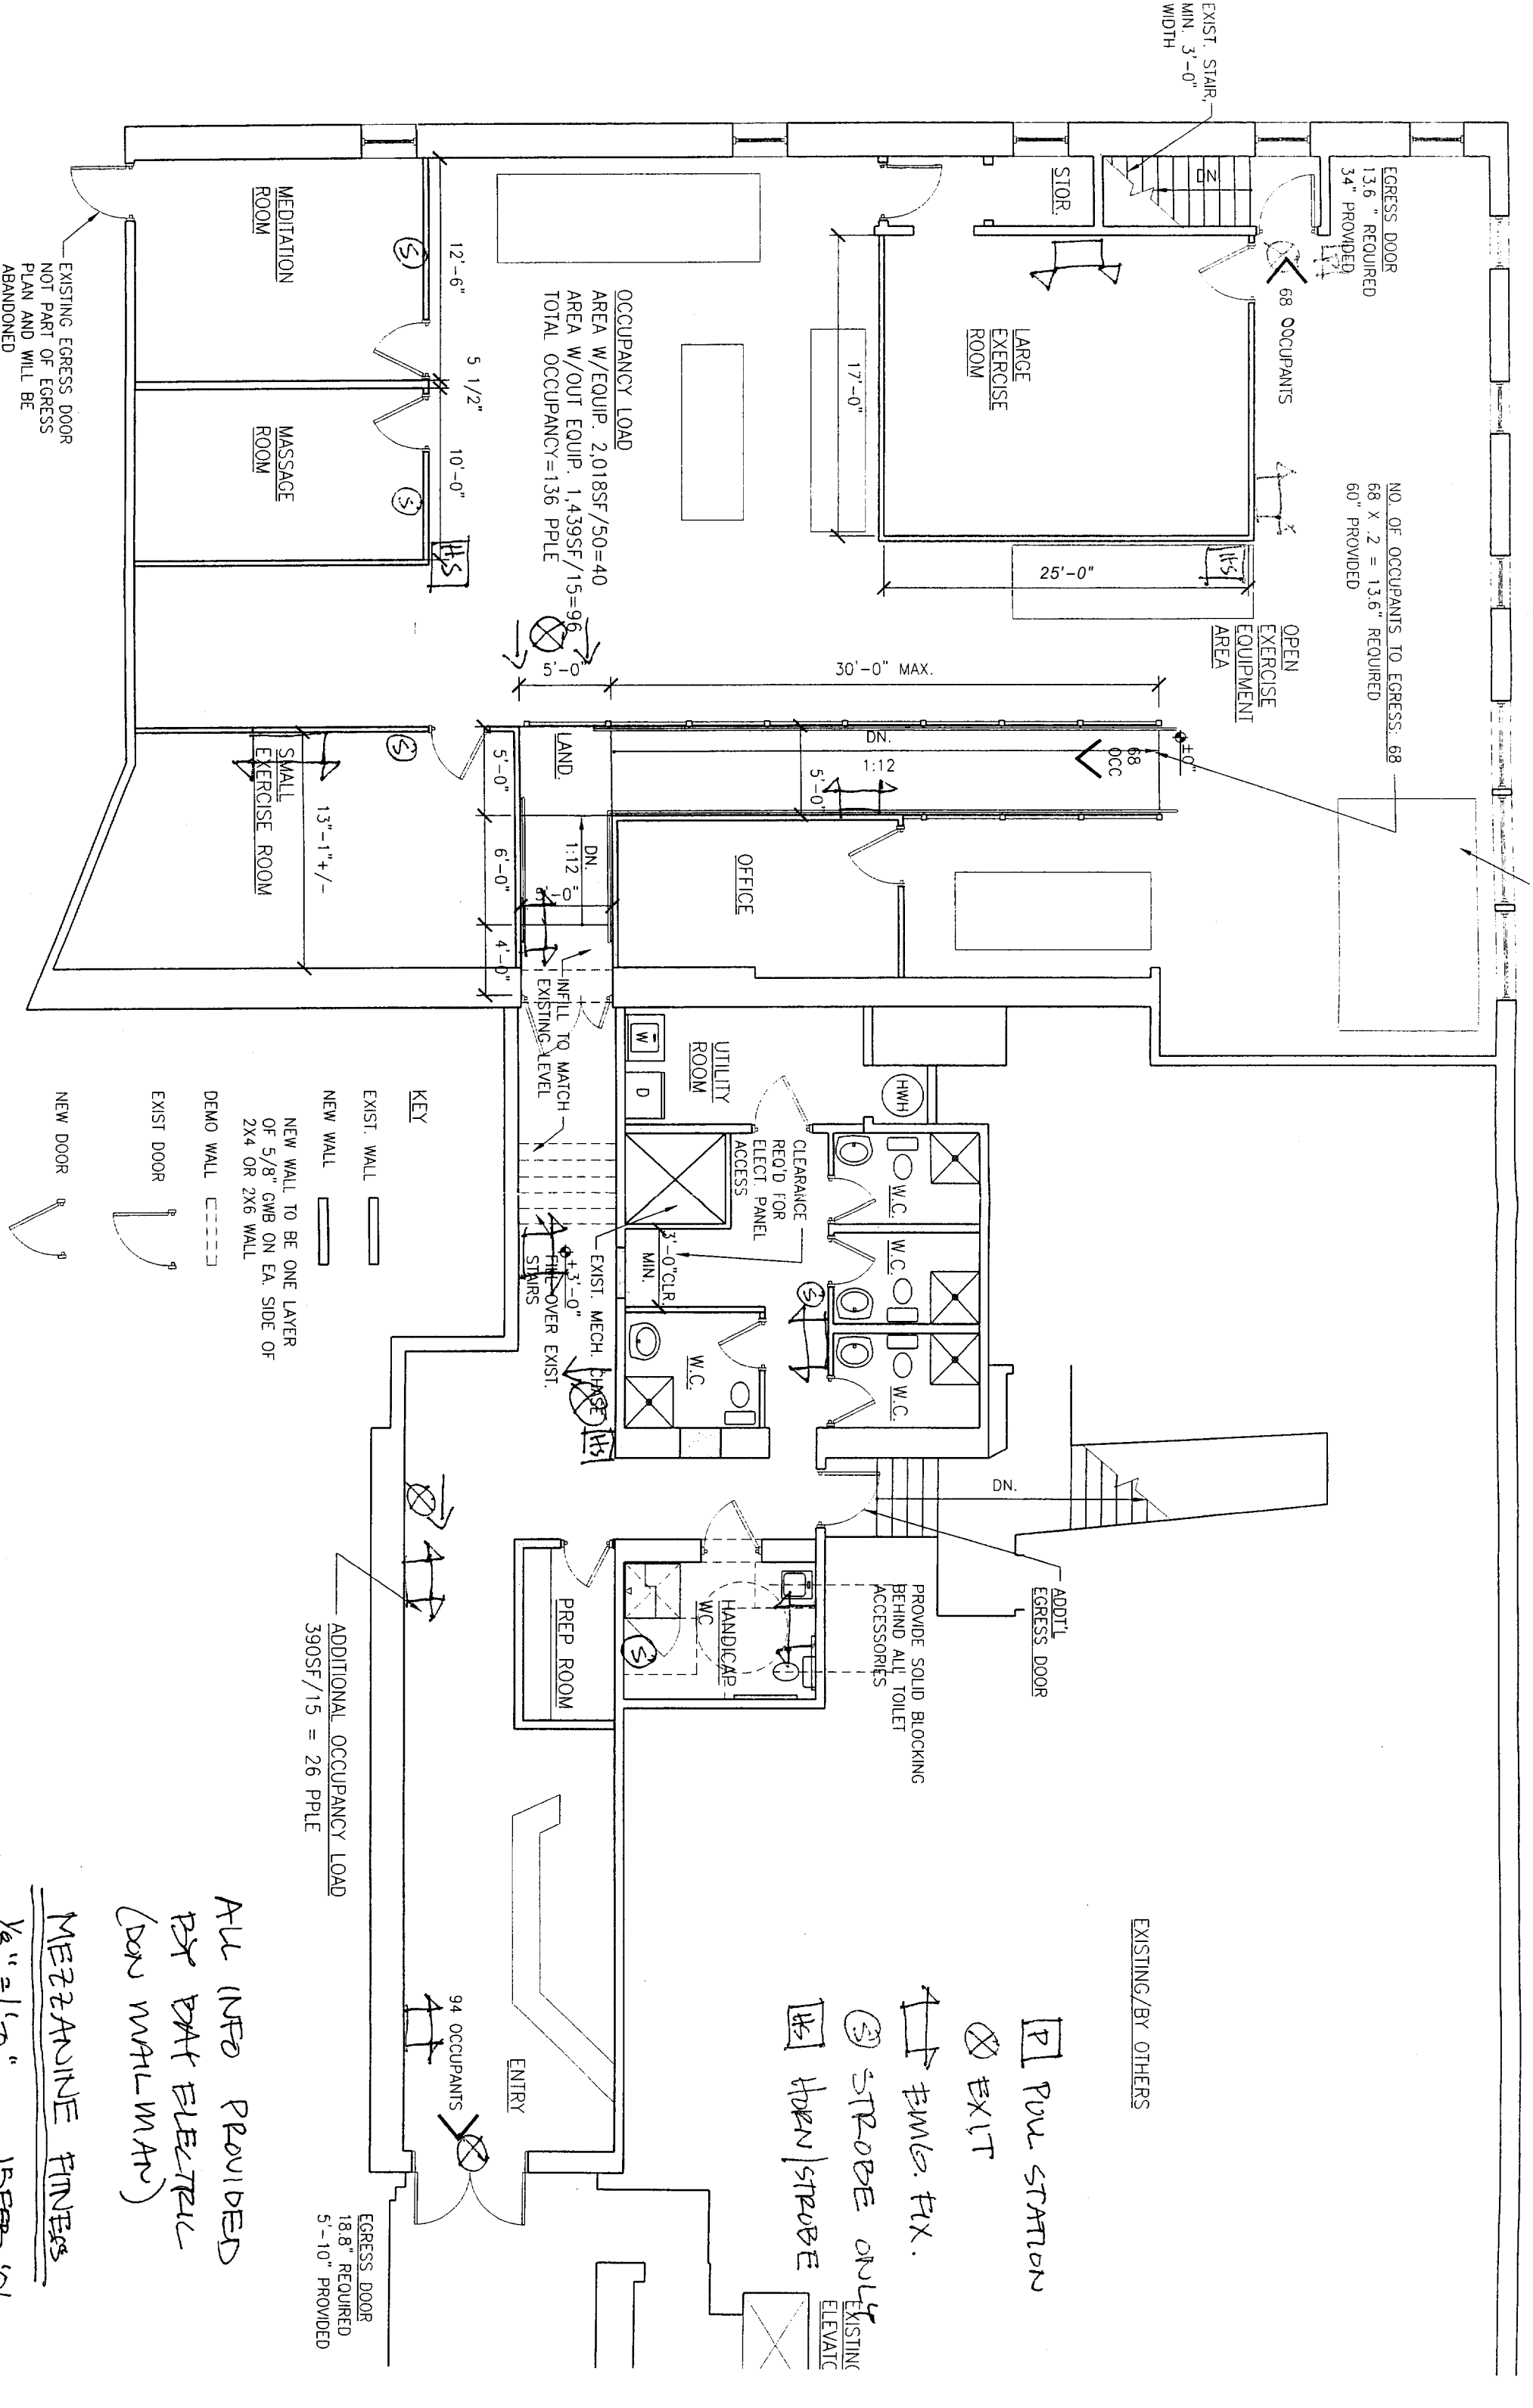 EXIST. STAIR,
MIN. 3'-0"
WIDTH
EGRESS DOOR
13.6 " REQUIRED
34" PROVIDED
68 OCCUPANTS
NO. OF OCCUPANTS TO EGRESS: 68
68 X .2 = 13.6" REQUIRED
60" PROVIDED
DN
STOR.
LARGE
EXERCISE
ROOM
17'-0"
25'-0"
HS
OPEN
EXERCISE
EQUIPMENT
AREA
OCCUPANCY LOAD
AREA W/EQUIP. 2,018SF/50=40
AREA W/OUT EQUIP. 1,439SF/15=96
TOTAL OCCUPANCY=136 PPLE
MEDITATION
ROOM
S
12'-6"
5 1/2"
10'-0"
MASSAGE
ROOM
S
HS
EXISTING EGRESS DOOR
NOT PART OF EGRESS
PLAN AND WILL BE
ABANDONED
5'-0"
30'-0" MAX.
±0"
68
OCC
DN.
1:12
5'-0"
LAND.
5'-0"
6'-0"
4'-0"
DN.
1:12
SMALL
EXERCISE ROOM
S
13"-1"+/-
OFFICE
INFILL TO MATCH
EXISTING LEVEL
UTILITY
ROOM
W
D
HWH
CLEARANCE
REQ'D FOR
ELECT. PANEL
ACCESS
3'-0"CLR.
MIN.
W.C.
W.C.
W.C.
W.C.
S
EXIST. MECH. CHASE
+3'-0"
FILL OVER EXIST.
STAIRS
HS
DN.
ADDT'L
EGRESS DOOR
PROVIDE SOLID BLOCKING
BEHIND ALL TOILET
ACCESSORIES
HANDICAP
WC
S
PREP ROOM
ADDITIONAL OCCUPANCY LOAD
390SF/15 = 26 PPLE
94 OCCUPANTS
ENTRY
EGRESS DOOR
18.8" REQUIRED
5'-10" PROVIDED
EXISTING/BY OTHERS
P PULL STATION
EXIT
EMG. FIX.
S STROBE ONLY
HS HORN/STROBE
EXISTING
ELEVATO
KEY
EXIST. WALL
NEW WALL
NEW WALL TO BE ONE LAYER
OF 5/8" GWB ON EA. SIDE OF
2X4 OR 2X6 WALL
DEMO WALL
EXIST DOOR
NEW DOOR
ALL INFO PROVIDED
BY DAY ELECTRIC
(DON MAILMAN)
MEZZANINE FITNESS
1/8" = 1'-0"